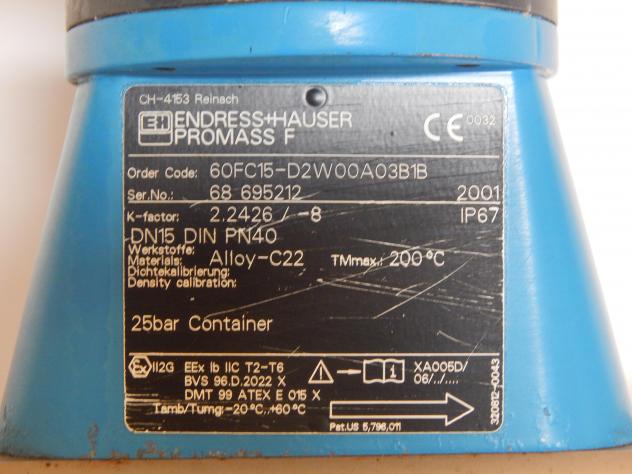 CH-4153 Reinach
EH ENDRESS+HAUSER
PROMASS F
CE 0032
Order Code: 60FC15-D2W00A03B1B
Ser.No.: 68 695212 2001
K-factor: 2.2426 / -8 IP67
DN15 DIN PN40
Werkstoffe:
Materials: Alloy-C22 TMmax.: 200 °C
Dichtekalibrierung:
Density calibration:
25bar Container
Ex II2G EEx ib IIC T2-T6
BVS 96.D.2022 X
DMT 99 ATEX E 015 X
Tamb/Tumg: -20°C...+60°C
i XA005D/
06/../....
Pat.US 5,796,011
320612-0043